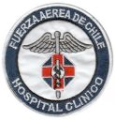 FUERZA AEREA DE CHILE
HOSPITAL CLINICO